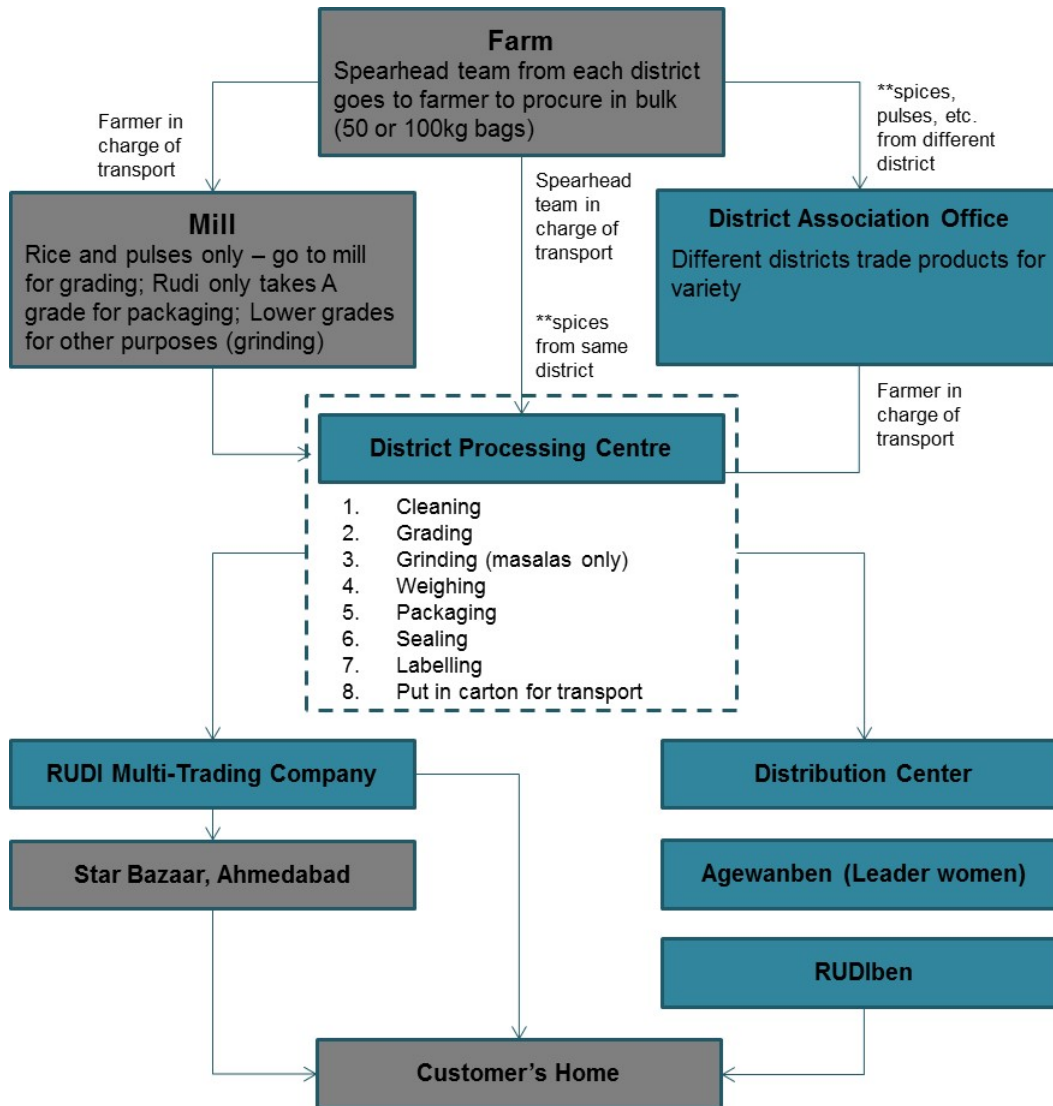 Farm
Spearhead team from each district
goes to farmer to procure in bulk
(50 or 100kg bags)
Farmer in
charge of
transport
**spices,
pulses, etc.
from different
district
Mill
Rice and pulses only – go to mill
for grading; Rudi only takes A
grade for packaging; Lower grades
for other purposes (grinding)
Spearhead
team in
charge of
transport
**spices
from same
district
District Association Office
Different districts trade products for
variety
Farmer in
charge of
transport
District Processing Centre
1. Cleaning
2. Grading
3. Grinding (masalas only)
4. Weighing
5. Packaging
6. Sealing
7. Labelling
8. Put in carton for transport
RUDI Multi-Trading Company
Star Bazaar, Ahmedabad
Distribution Center
Agewanben (Leader women)
RUDIben
Customer's Home